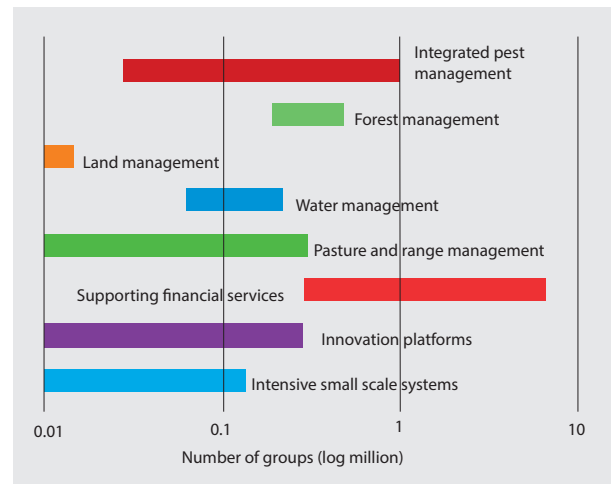 Integrated pest
management
Forest management
Land management
Water management
Pasture and range management
Supporting financial services
Innovation platforms
Intensive small scale systems
0.01 0.1 1 10
Number of groups (log million)